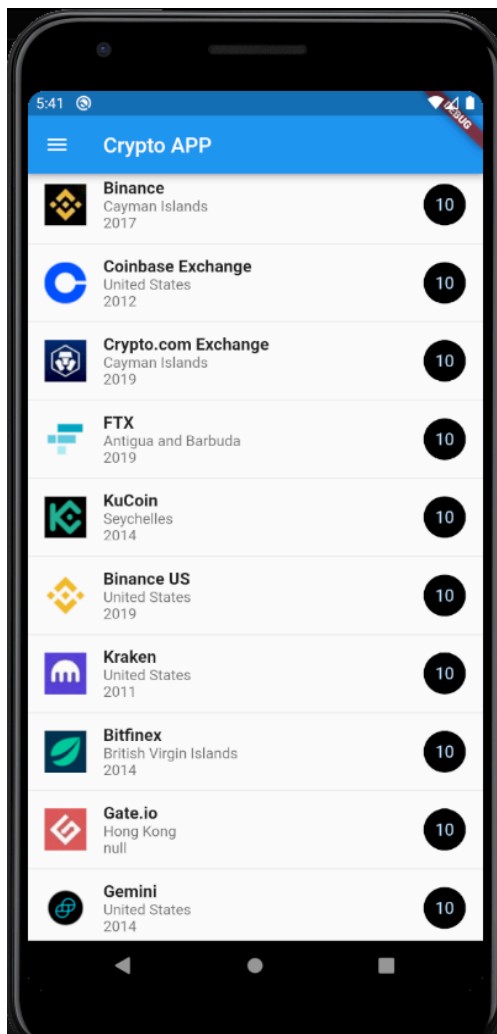 5:41
DEBUG
Crypto APP
Binance
Cayman Islands
2017
10
Coinbase Exchange
United States
2012
10
Crypto.com Exchange
Cayman Islands
2019
10
FTX
Antigua and Barbuda
2019
10
KuCoin
Seychelles
2014
10
Binance US
United States
2019
10
Kraken
United States
2011
10
Bitfinex
British Virgin Islands
2014
10
Gate.io
Hong Kong
null
10
Gemini
United States
2014
10